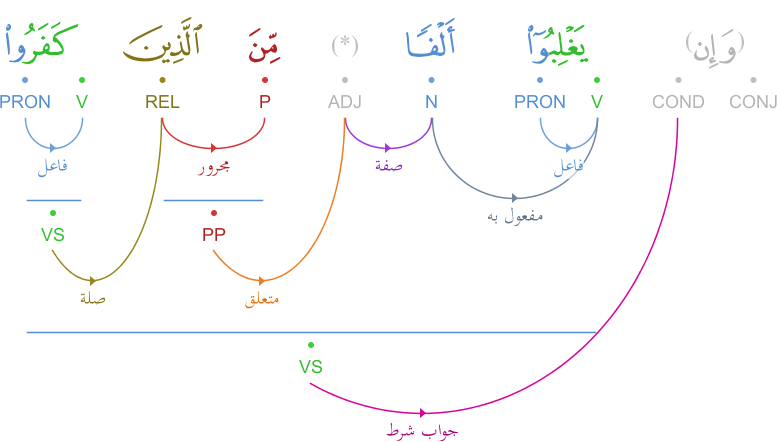 (وَإِن) يَغْلِبُوٓا۟ أَلْفًا (*) مِّنَ ٱلَّذِينَ كَفَرُوا۟
CONJ COND V PRON N ADJ P REL V PRON
فاعل صفة مجرور فاعل
مفعول به
PP VS
متعلق صلة
VS
جواب شرط